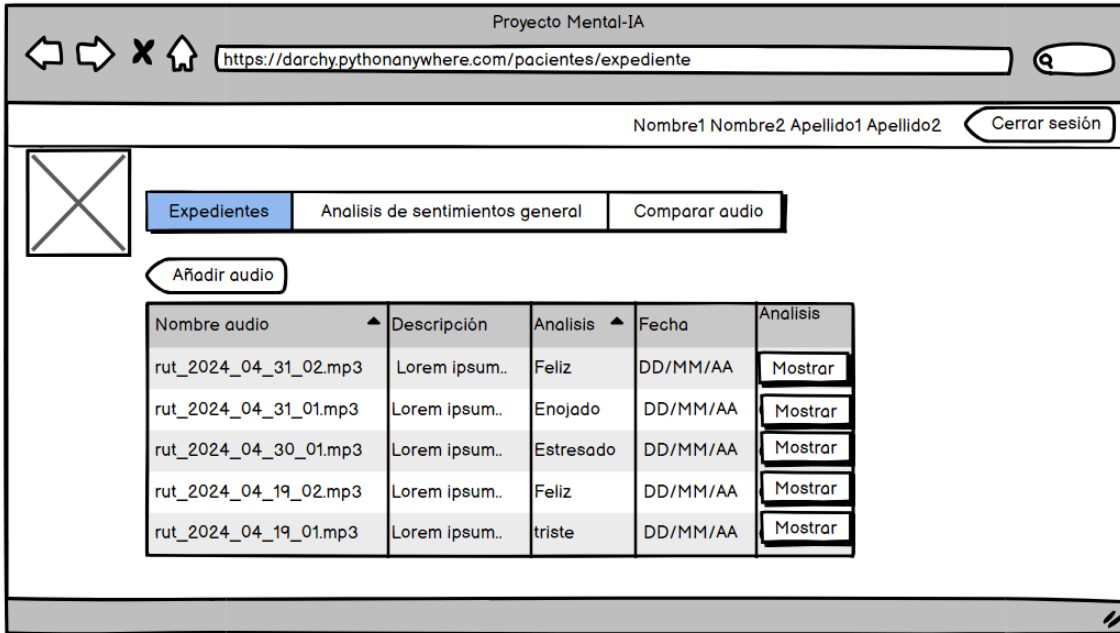 Proyecto Mental-IA
https://darchy.pythonanywhere.com/pacientes/expediente
Nombre1 Nombre2 Apellido1 Apellido2 Cerrar sesión
Expedientes Analisis de sentimientos general Comparar audio
Añadir audio
Nombre audio Descripción Analisis Fecha Analisis
rut_2024_04_31_02.mp3 Lorem ipsum.. Feliz DD/MM/AA Mostrar
rut_2024_04_31_01.mp3 Lorem ipsum.. Enojado DD/MM/AA Mostrar
rut_2024_04_30_01.mp3 Lorem ipsum.. Estresado DD/MM/AA Mostrar
rut_2024_04_19_02.mp3 Lorem ipsum.. Feliz DD/MM/AA Mostrar
rut_2024_04_19_01.mp3 Lorem ipsum.. triste DD/MM/AA Mostrar